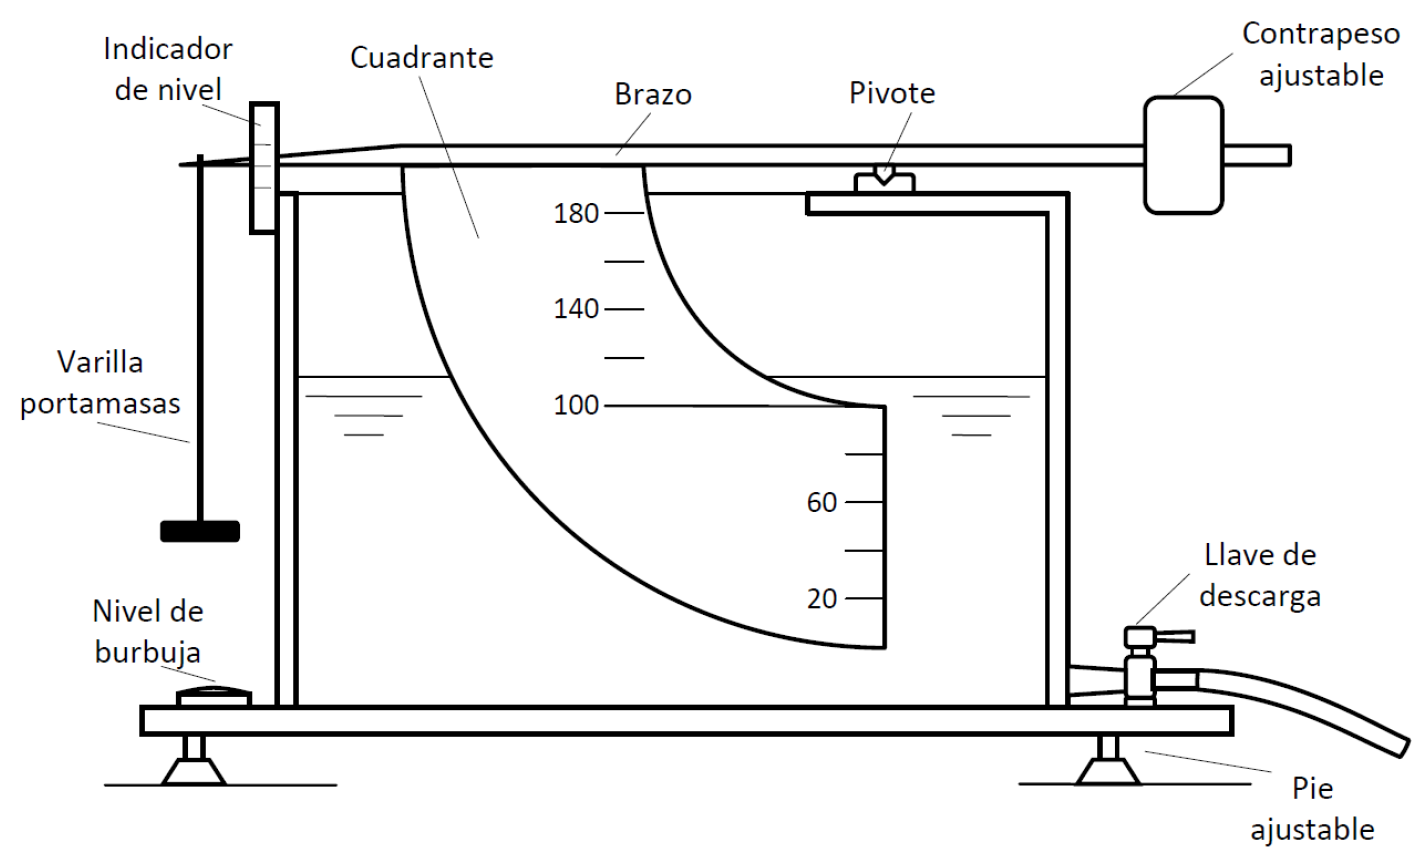 Indicador
de nivel
Cuadrante
Brazo
Pivote
Contrapeso
ajustable
180
140
100
60
20
Varilla
portamasas
Nivel de
burbuja
Llave de
descarga
Pie
ajustable